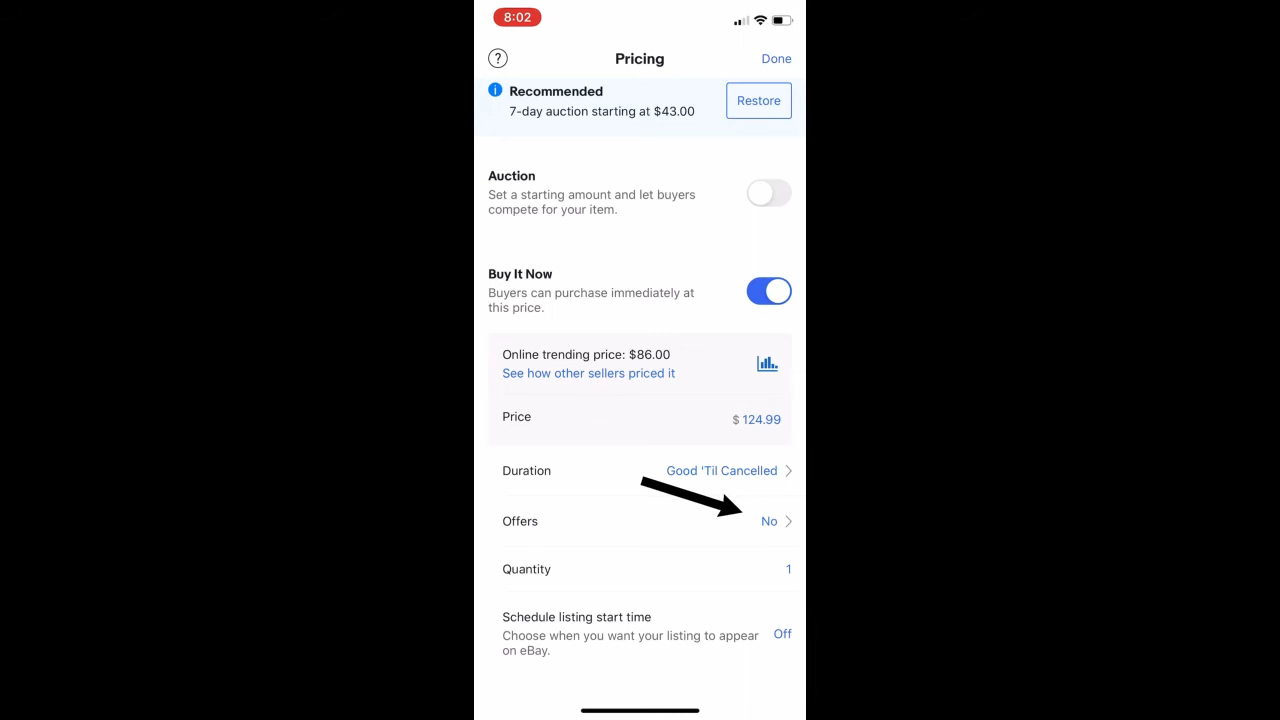 8:02
?
Pricing
Done
i
Recommended
7-day auction starting at $43.00
Restore
Auction
Set a starting amount and let buyers
compete for your item.
Buy It Now
Buyers can purchase immediately at
this price.
Online trending price: $86.00
See how other sellers priced it
Price
$ 124.99
Duration
Good 'Til Cancelled
Offers
No
Quantity
1
Schedule listing start time
Choose when you want your listing to appear
on eBay.
Off